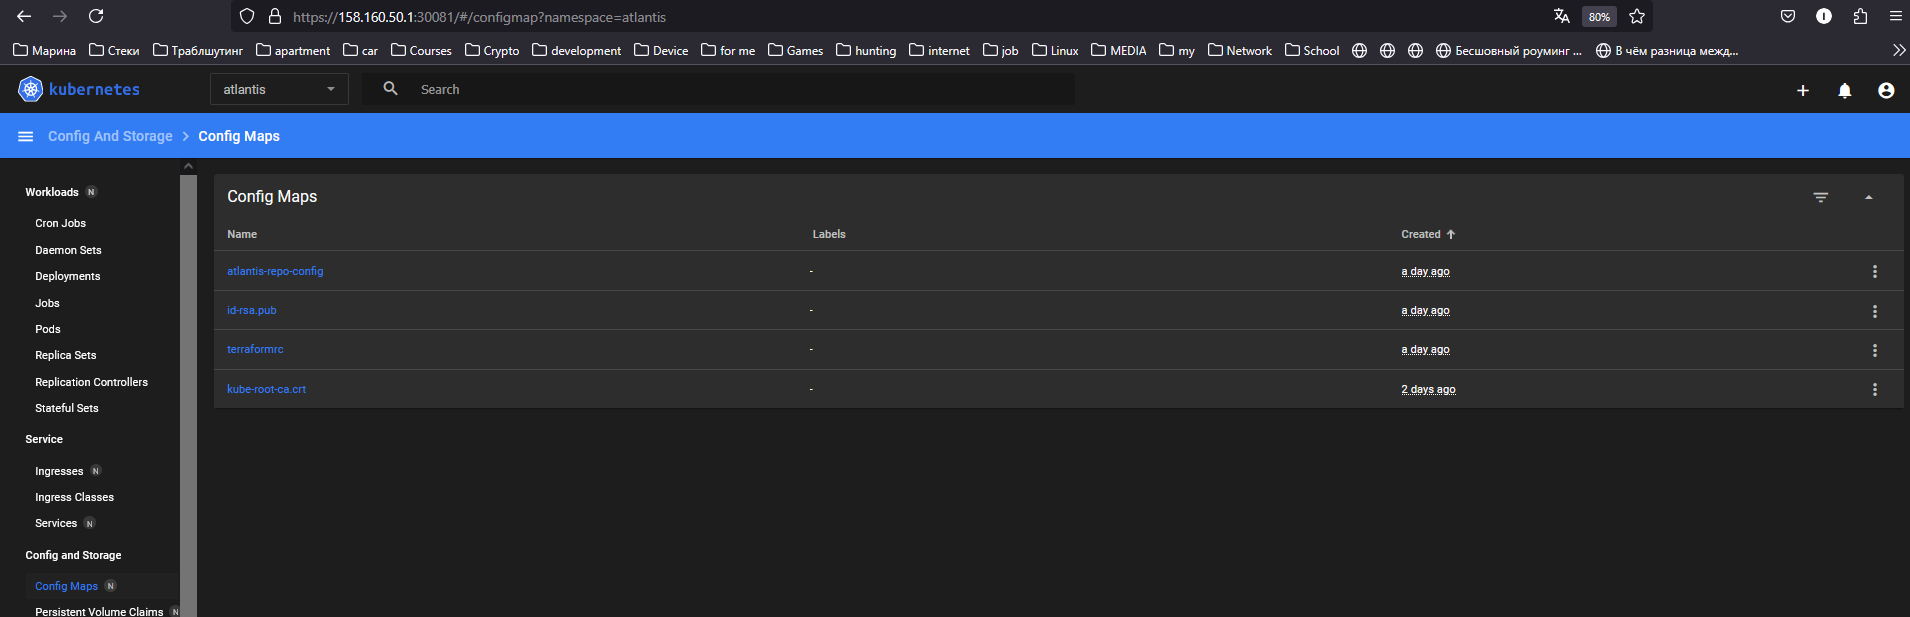 https://158.160.50.1:30081/#/configmap?namespace=atlantis 80%
Марина Стеки Траблшутинг apartment car Courses Crypto development Device for me Games hunting internet job Linux MEDIA my Network School Бесшовный роуминг ... В чём разница межд...
kubernetes atlantis Search
Config And Storage > Config Maps
Workloads N
Cron Jobs
Daemon Sets
Deployments
Jobs
Pods
Replica Sets
Replication Controllers
Stateful Sets
Service
Ingresses N
Ingress Classes
Services N
Config and Storage
Config Maps N
Persistent Volume Claims N
Config Maps
Name Labels Created
atlantis-repo-config - a day ago
id-rsa.pub - a day ago
terraformrc - a day ago
kube-root-ca.crt - 2 days ago